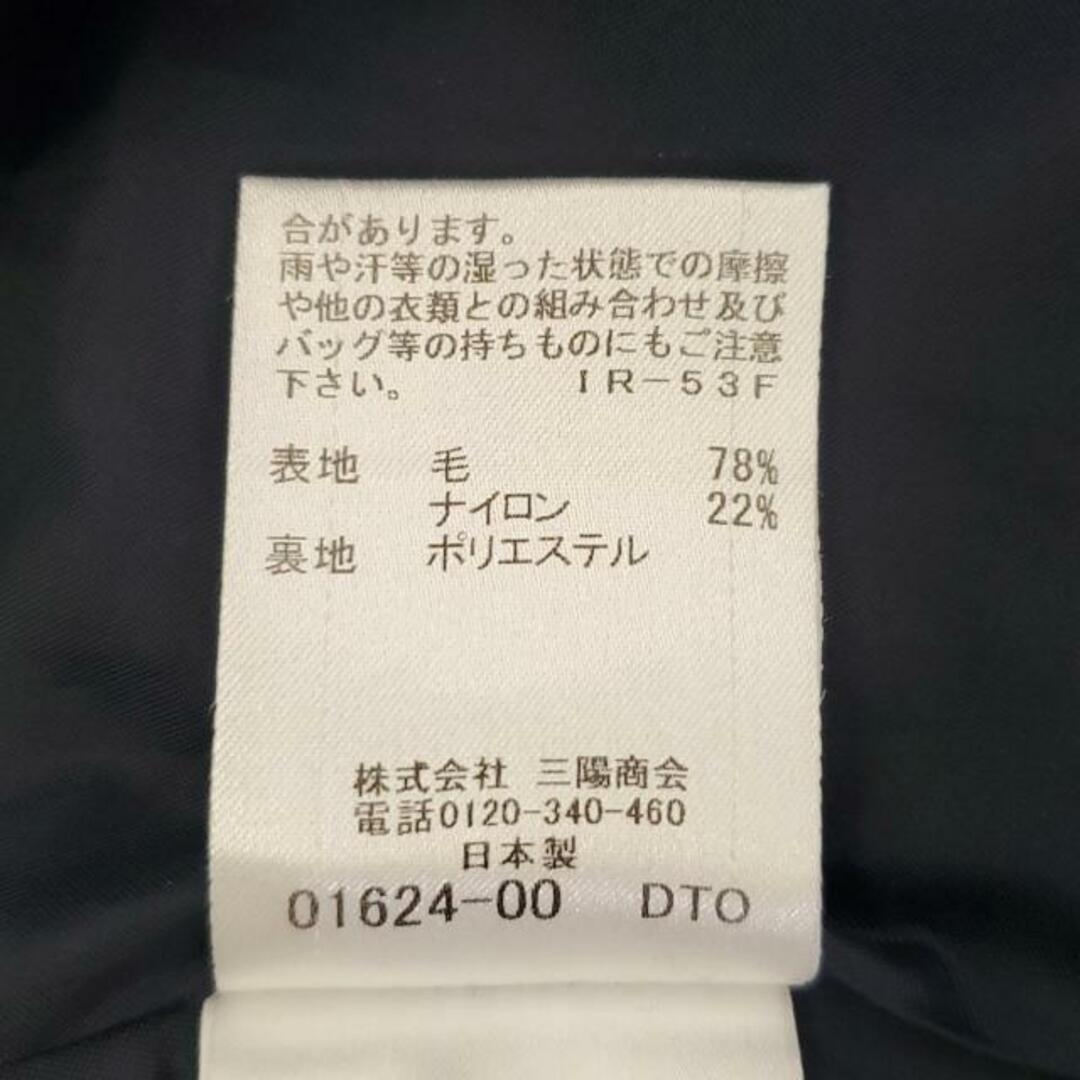 合があります。
雨や汗等の湿った状態での摩擦
や他の衣類との組み合わせ及び
バッグ等の持ちものにもご注意
下さい。 ＩＲ－５３Ｆ
表地 毛 78%
ナイロン 22%
裏地 ポリエステル
株式会社 三陽商会
電話0120-340-460
日本製
01624-00 DTO